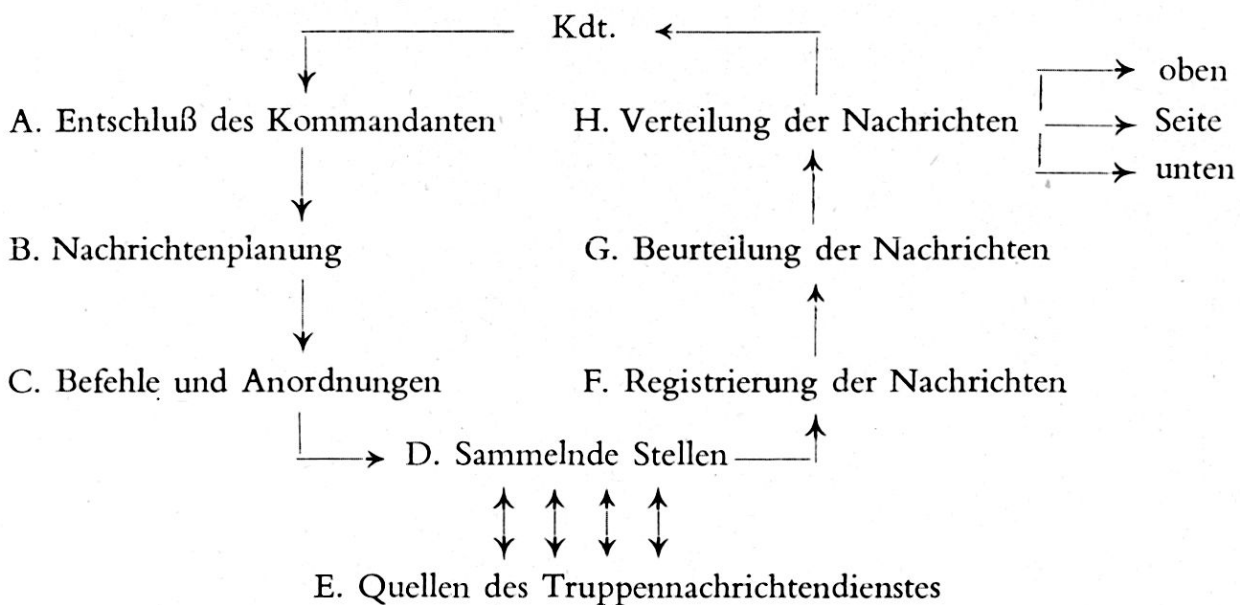 Kdt.
oben
A. Entschluß des Kommandanten
H. Verteilung der Nachrichten
Seite
unten
B. Nachrichtenplanung
G. Beurteilung der Nachrichten
C. Befehle und Anordnungen
F. Registrierung der Nachrichten
D. Sammelnde Stellen
E. Quellen des Truppennachrichtendienstes